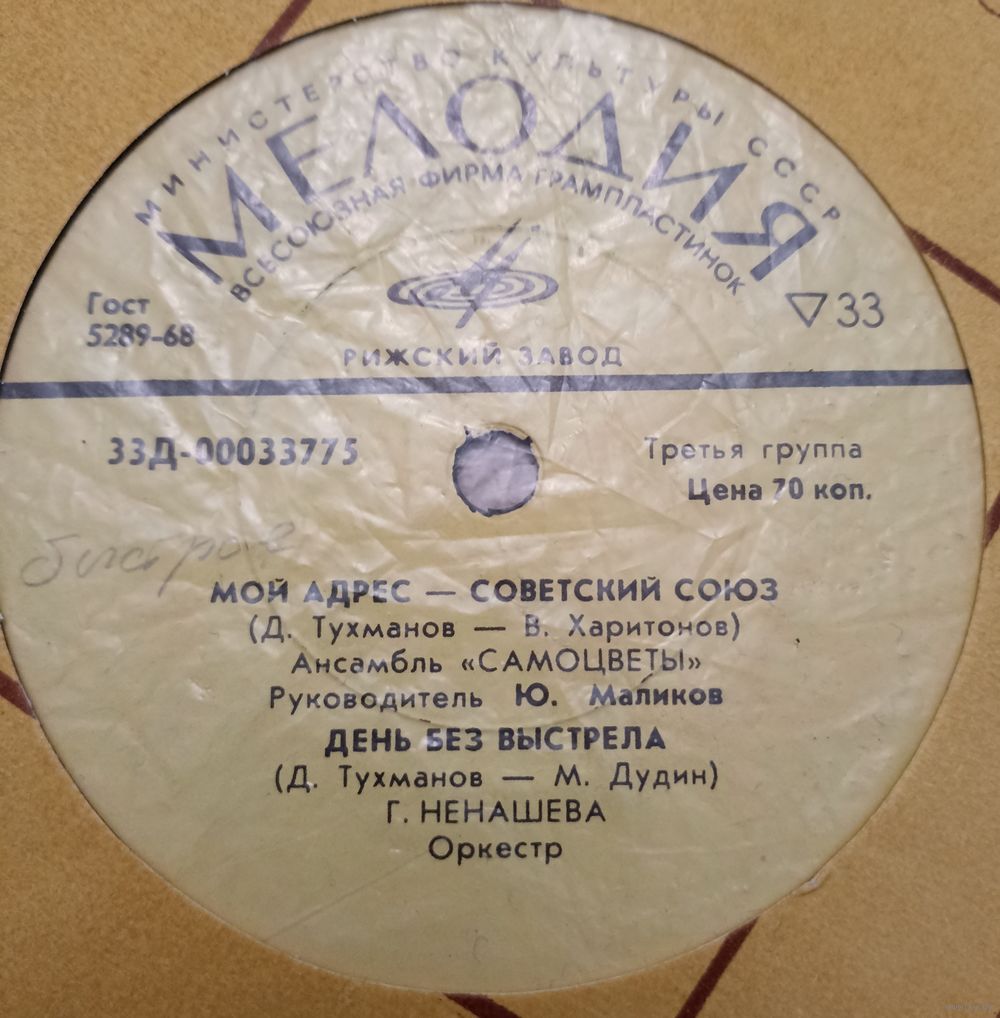 МИНИСТЕРСТВО КУЛЬТУРЫ СССР
МЕЛОДИЯ
ВСЕСОЮЗНАЯ ФИРМА ГРАМПЛАСТИНОК
Гост
5289-68
▽33
РИЖСКИЙ ЗАВОД
33Д-00033775
Третья группа
Цена 70 коп.
быстрое
МОЙ АДРЕС — СОВЕТСКИЙ СОЮЗ
(Д. Тухманов — В. Харитонов)
Ансамбль «САМОЦВЕТЫ»
Руководитель Ю. Маликов
ДЕНЬ БЕЗ ВЫСТРЕЛА
(Д. Тухманов — М. Дудин)
Г. НЕНАШЕВА
Оркестр